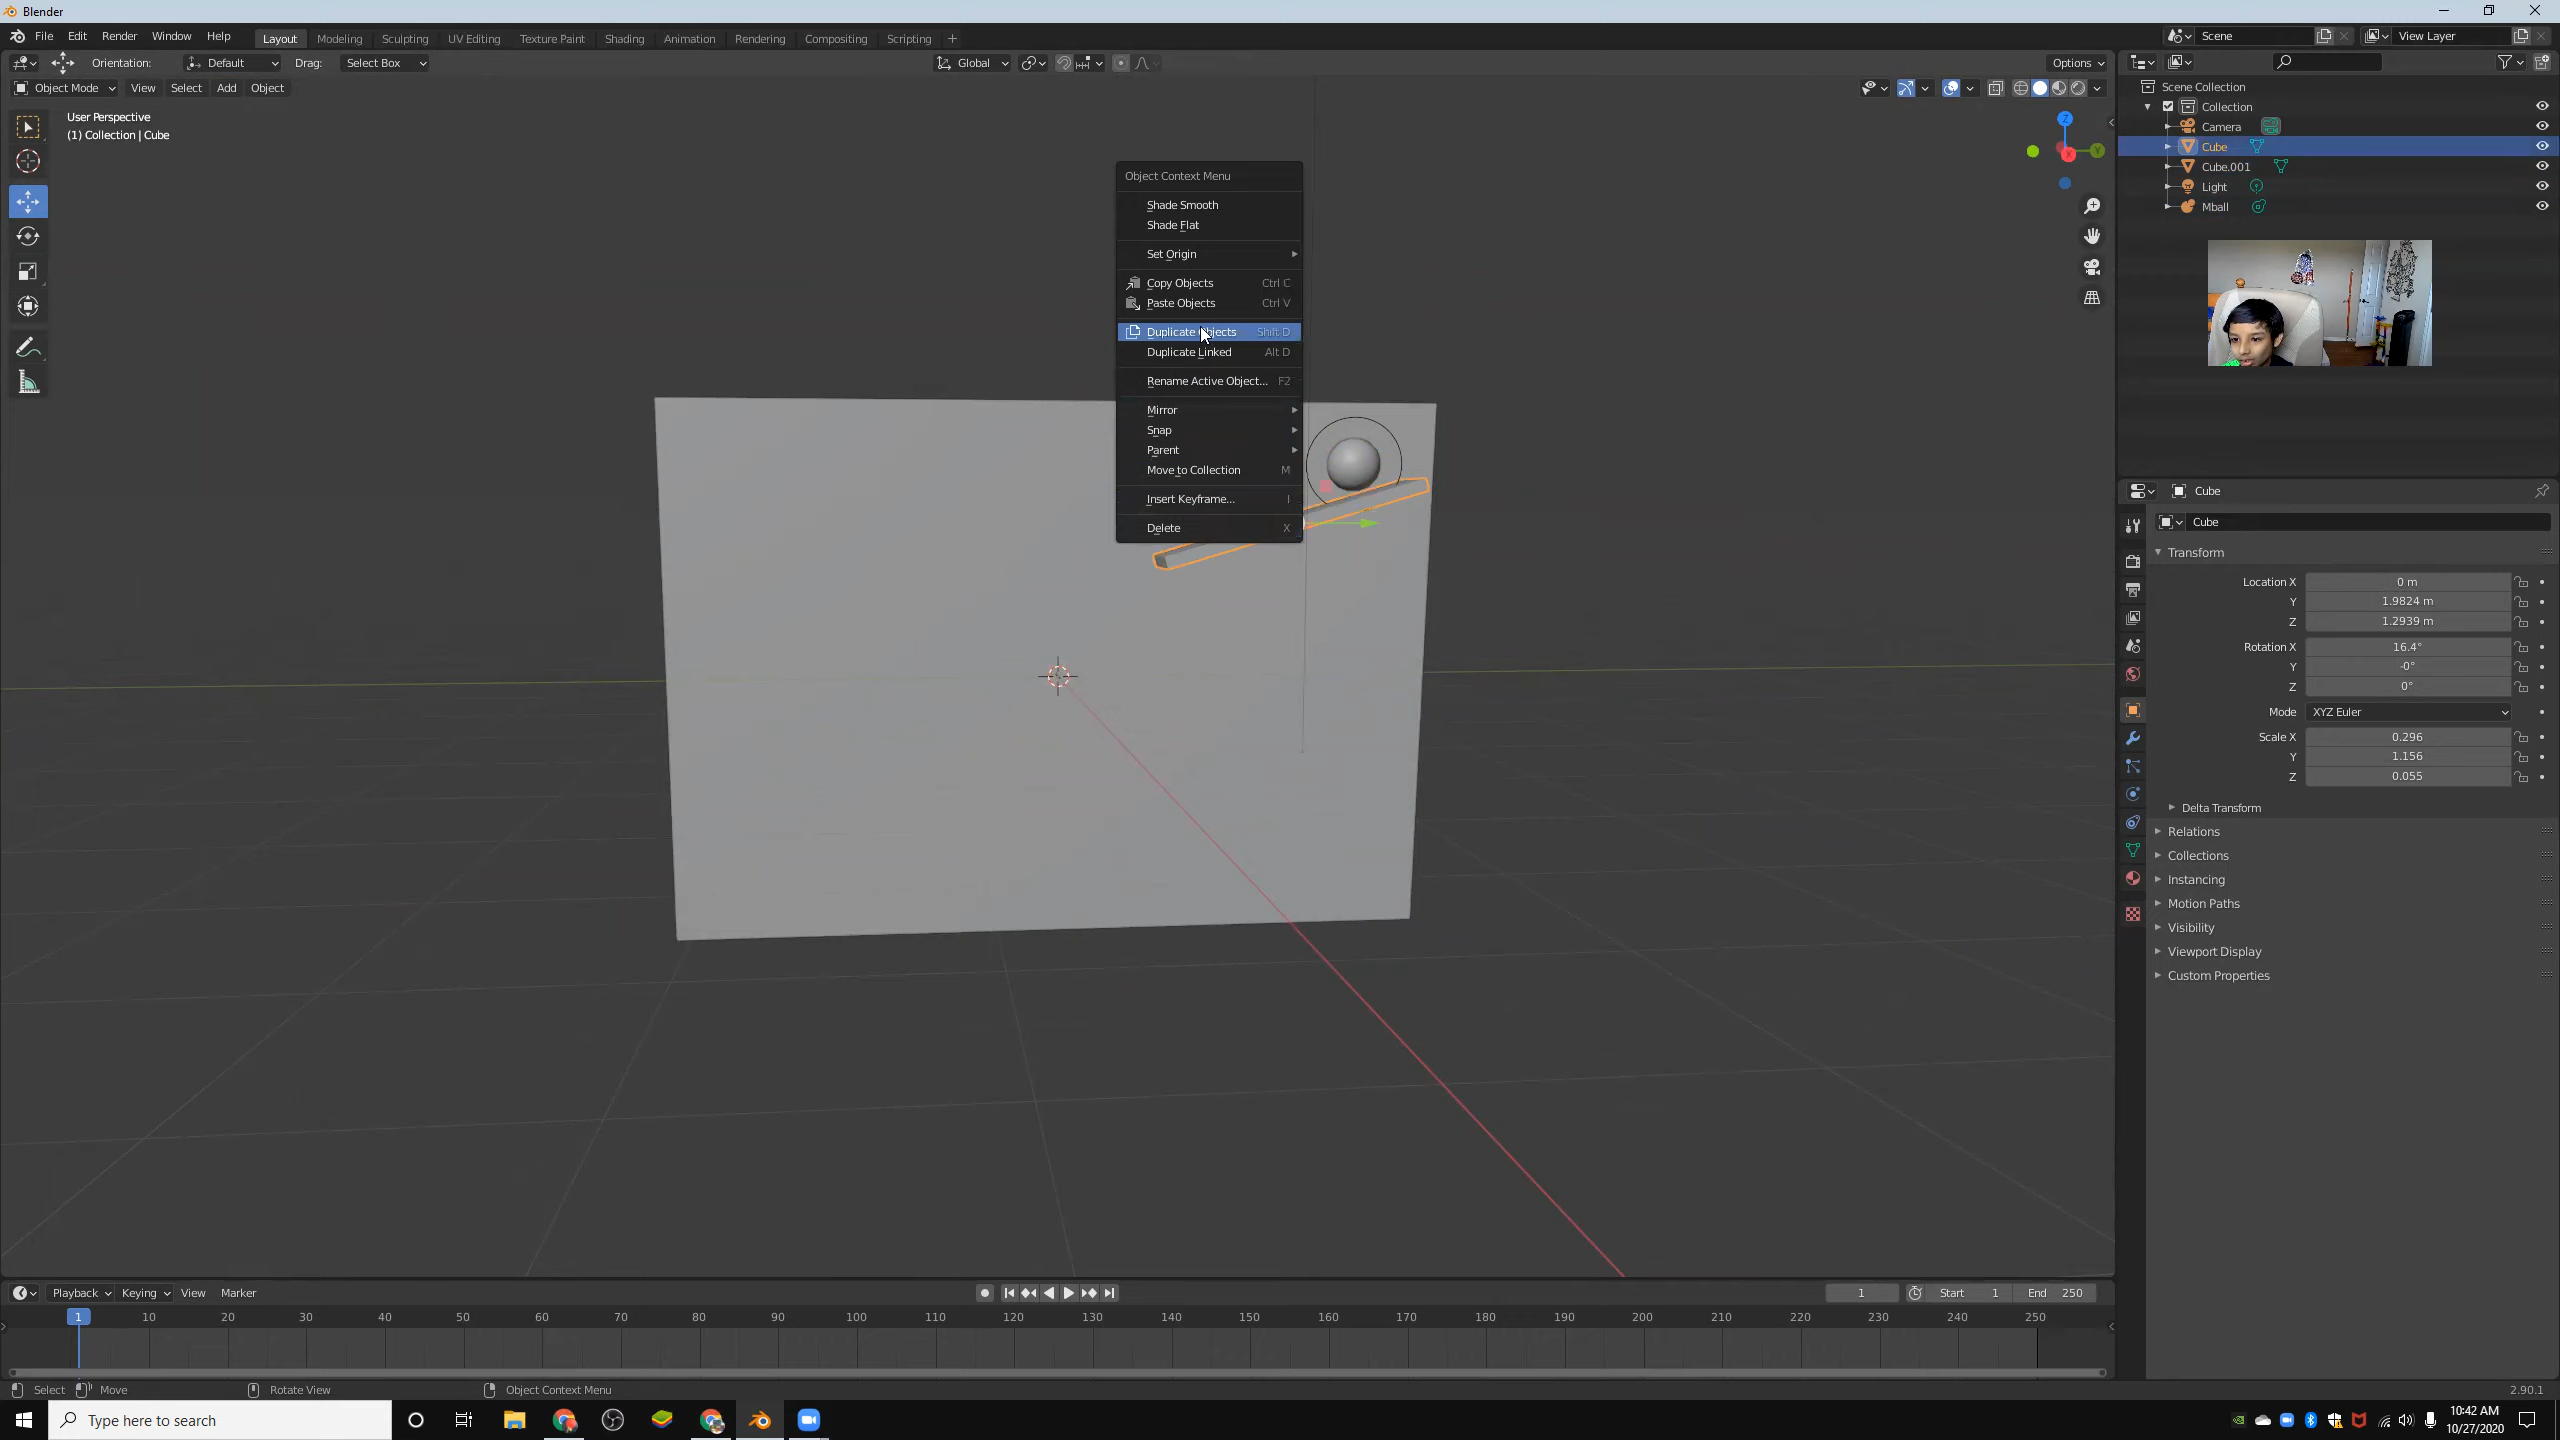 Blender
File Edit Render Window Help Layout Modeling Sculpting UV Editing Texture Paint Shading Animation Rendering Compositing Scripting + Scene View Layer
Orientation: Default Drag: Select Box Global Options
Object Mode View Select Add Object
User Perspective
(1) Collection | Cube
Z
Y
X
Object Context Menu
Shade Smooth
Shade Flat
Set Origin
Copy Objects Ctrl C
Paste Objects Ctrl V
Duplicate Objects Shift D
Duplicate Linked Alt D
Rename Active Object... F2
Mirror
Snap
Parent
Move to Collection M
Insert Keyframe... I
Delete X
Scene Collection
Collection
Camera
Cube
Cube.001
Light
Mball
Cube
Cube
Transform
Location X 0 m
Y 1.9824 m
Z 1.2939 m
Rotation X 16.4°
Y -0°
Z 0°
Mode XYZ Euler
Scale X 0.296
Y 1.156
Z 0.055
Delta Transform
Relations
Collections
Instancing
Motion Paths
Visibility
Viewport Display
Custom Properties
Playback Keying View Marker 1 Start 1 End 250
1 10 20 30 40 50 60 70 80 90 100 110 120 130 140 150 160 170 180 190 200 210 220 230 240 250
Select Move Rotate View Object Context Menu 2.90.1
Type here to search
10:42 AM
10/27/2020